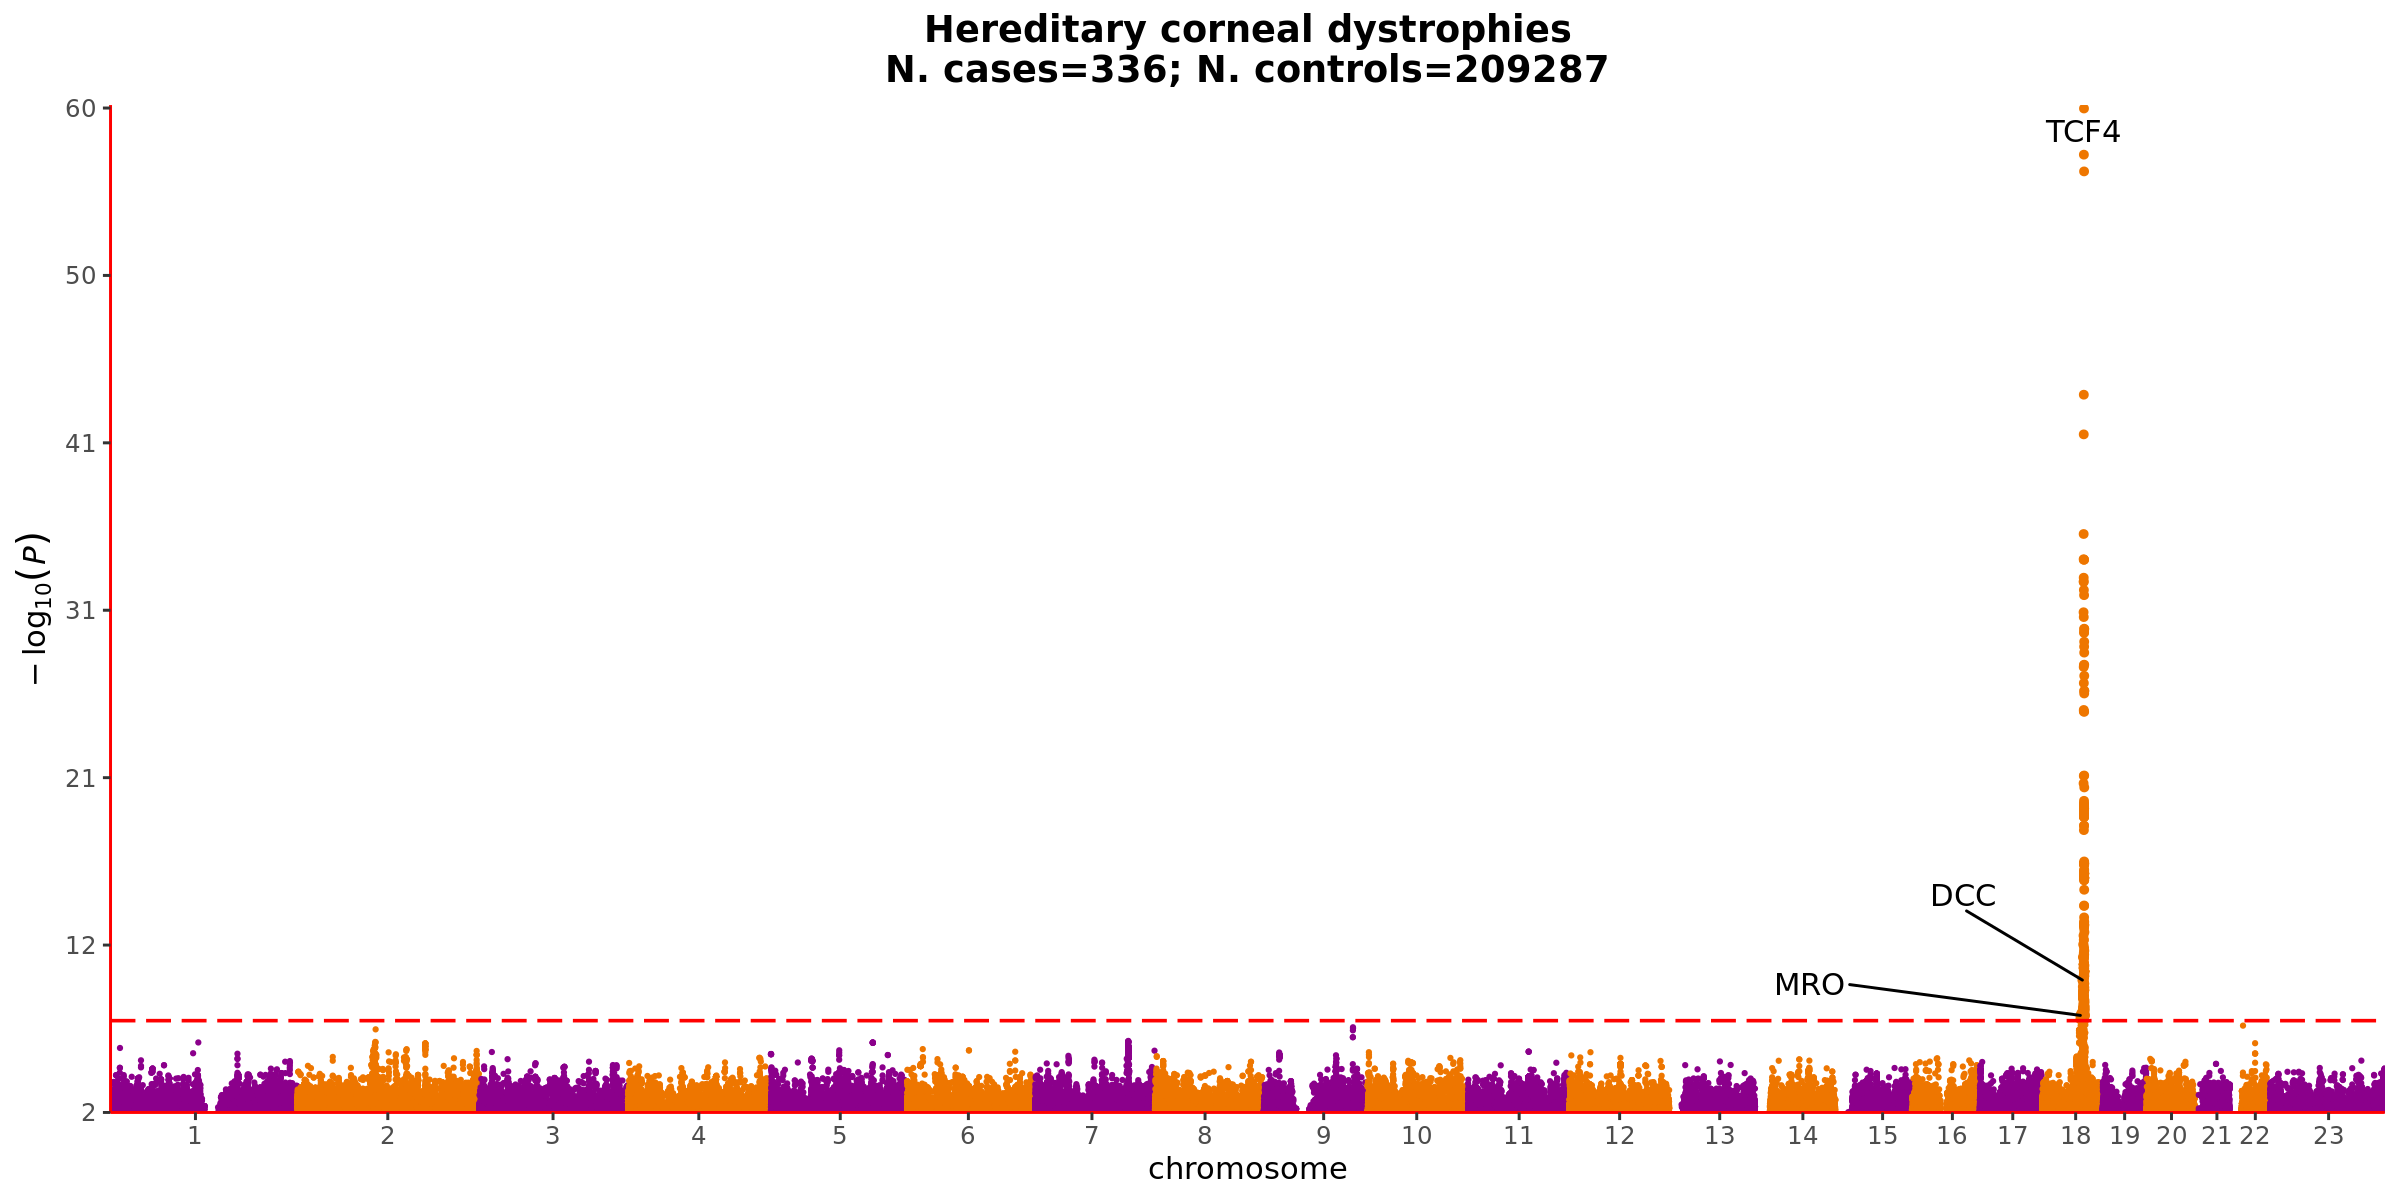 Hereditary corneal dystrophies
N. cases=336; N. controls=209287
60
TCF4
50
41
−log10(P)
31
21
12
DCC
MRO
2
1 2 3 4 5 6 7 8 9 10 11 12 13 14 15 16 17 18 19 20 21 22 23
chromosome